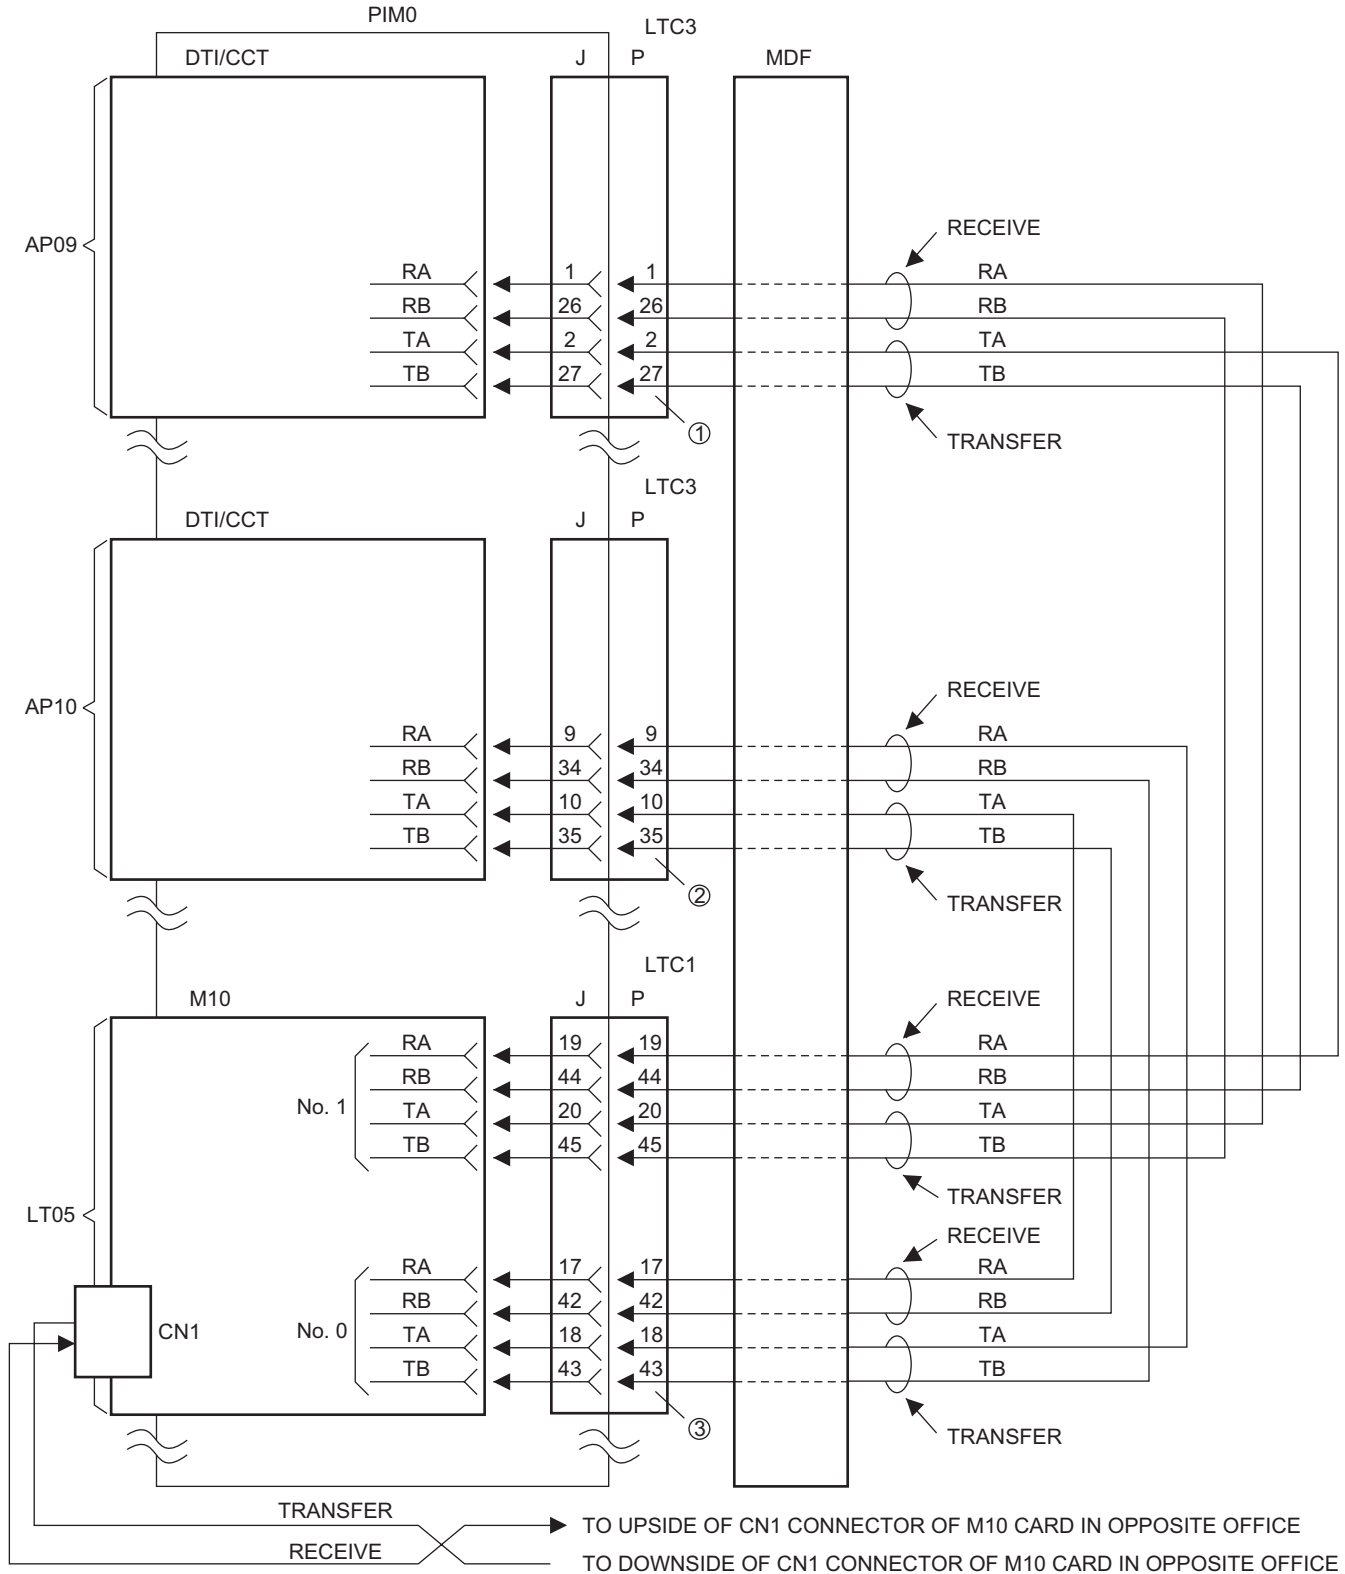 PIM0
LTC3
DTI/CCT J P MDF
RECEIVE
AP09
RA 1 1 RA
RB 26 26 RB
TA 2 2 TA
TB 27 27 TB
① TRANSFER
LTC3
DTI/CCT J P
RECEIVE
AP10
RA 9 9 RA
RB 34 34 RB
TA 10 10 TA
TB 35 35 TB
② TRANSFER
LTC1
M10 J P RECEIVE
RA 19 19 RA
RB 44 44 RB
No. 1
TA 20 20 TA
TB 45 45 TB
TRANSFER
LT05
RECEIVE
RA 17 17 RA
RB 42 42 RB
CN1 No. 0
TA 18 18 TA
TB 43 43 TB
③ TRANSFER
TRANSFER TO UPSIDE OF CN1 CONNECTOR OF M10 CARD IN OPPOSITE OFFICE
RECEIVE TO DOWNSIDE OF CN1 CONNECTOR OF M10 CARD IN OPPOSITE OFFICE